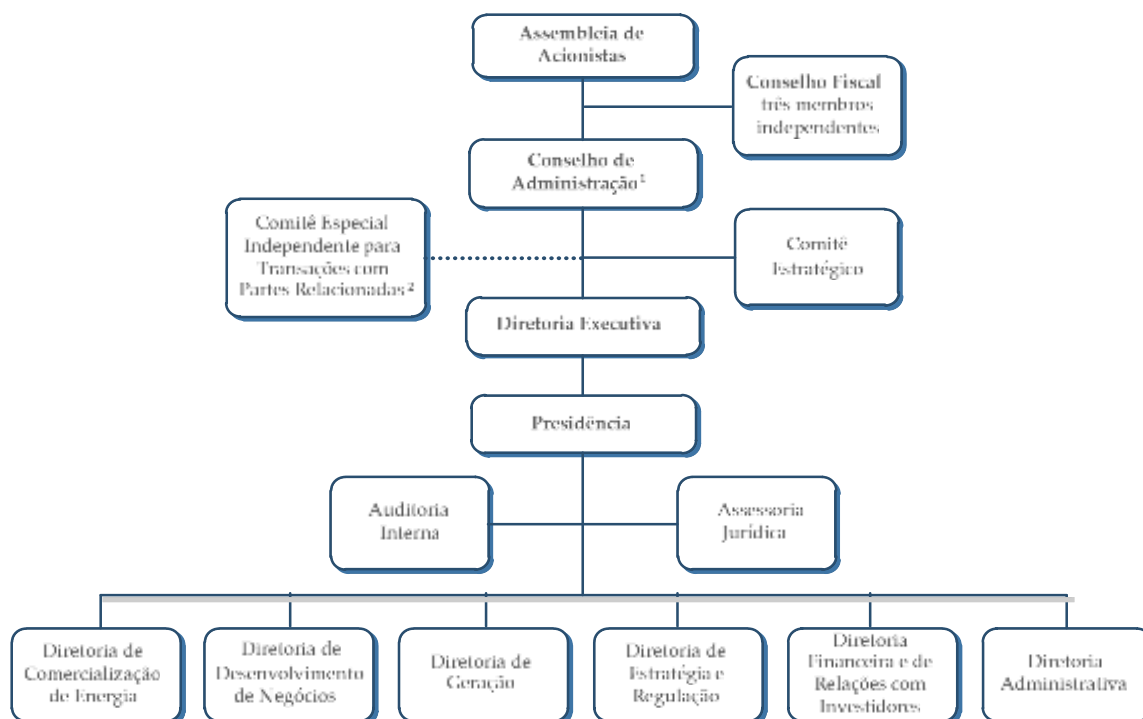 Assembleia de
Acionistas
Conselho Fiscal
três membros
independentes
Conselho de
Administração¹
Comitê Especial
Independente para
Transações com
Partes Relacionadas²
Comitê
Estratégico
Diretoria Executiva
Presidência
Auditoria
Interna
Assessoria
Jurídica
Diretoria de
Comercialização
de Energia
Diretoria de
Desenvolvimento
de Negócios
Diretoria de
Geração
Diretoria de
Estratégia e
Regulação
Diretoria
Financeira e de
Relações com
Investidores
Diretoria
Administrativa